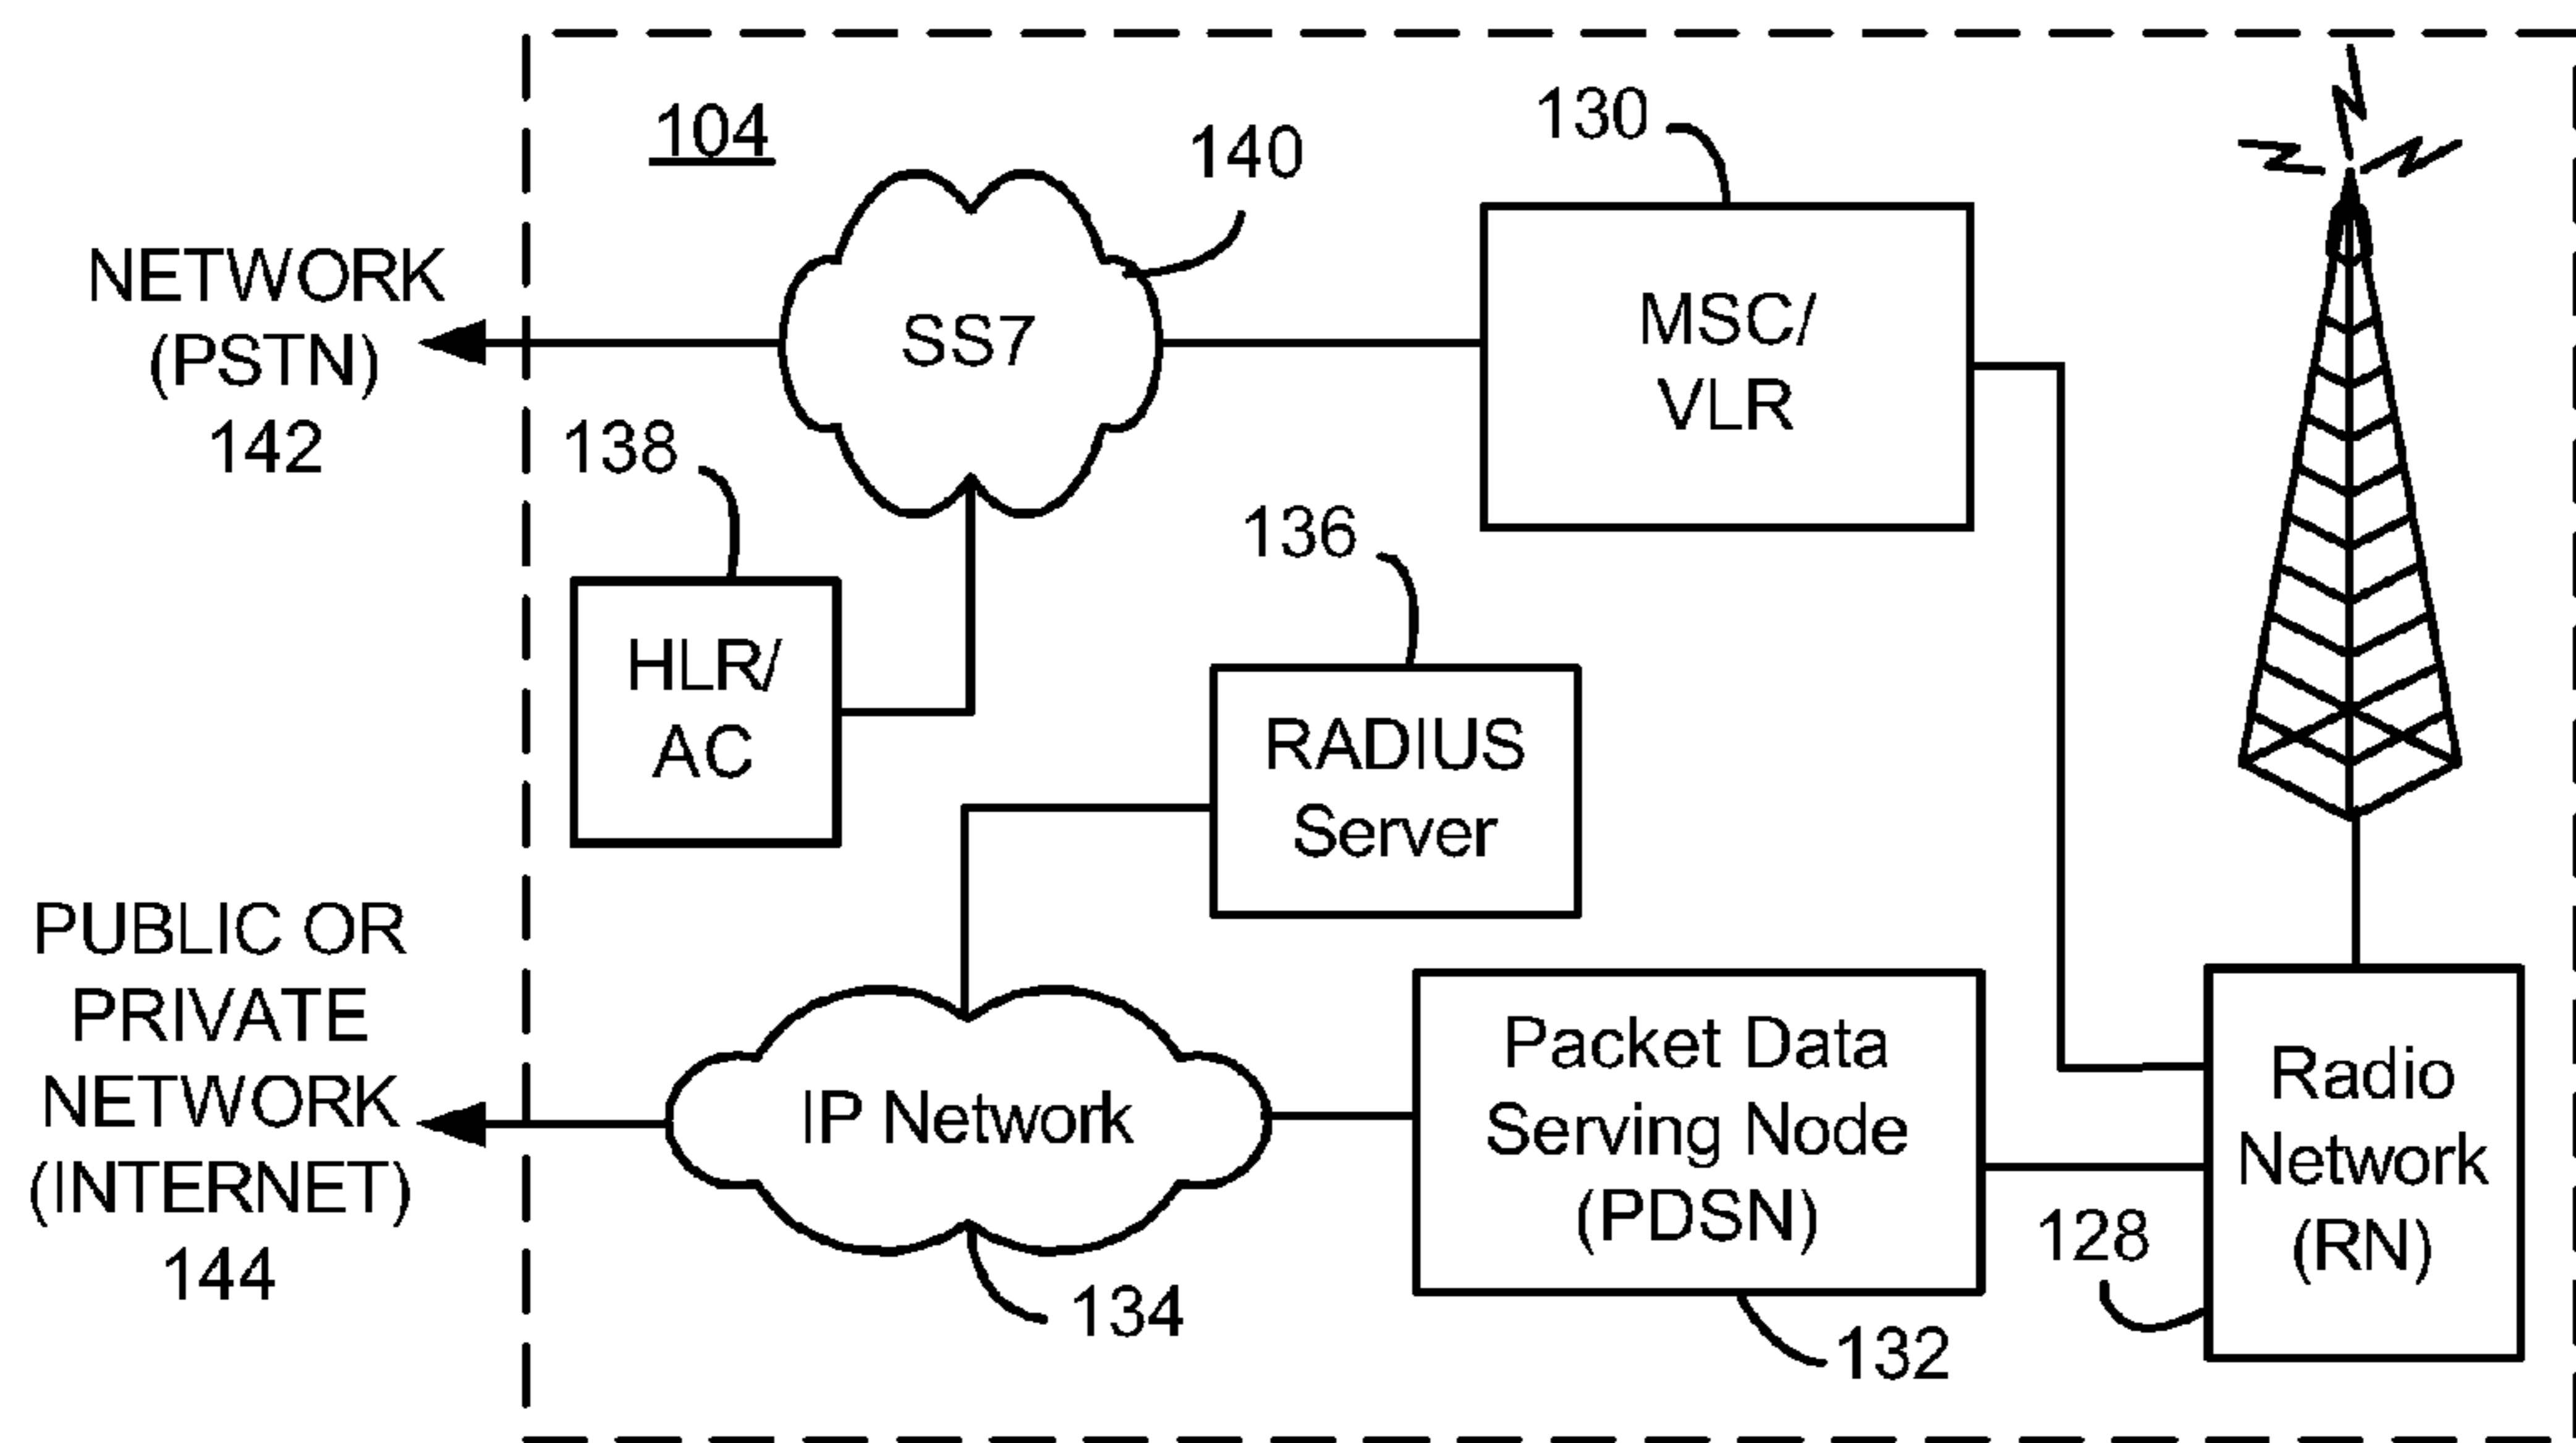 104
140
130
NETWORK
(PSTN)
142
SS7
MSC/
VLR
138
136
HLR/
AC
RADIUS
Server
PUBLIC OR
PRIVATE
NETWORK
(INTERNET)
144
IP Network
134
Packet Data
Serving Node
(PDSN)
132
128
Radio
Network
(RN)